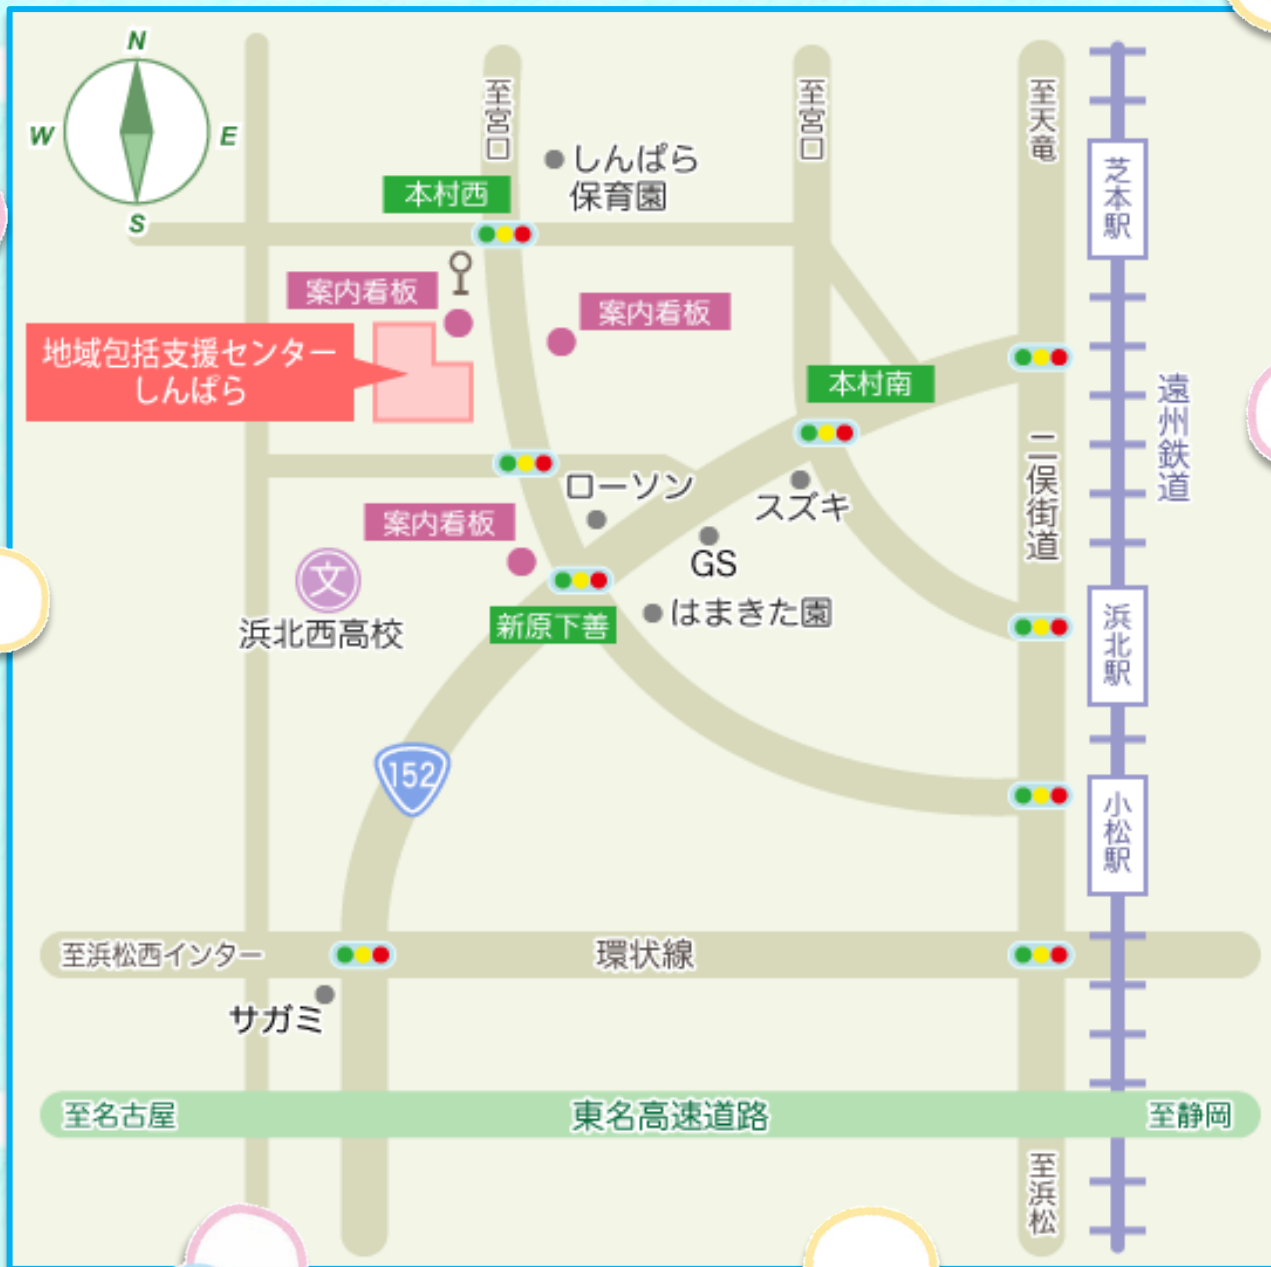 N
W
E
S
至宮口
至宮口
至天竜
しんぱら
保育園
本村西
芝本駅
案内看板
案内看板
地域包括支援センター
しんぱら
本村南
遠州鉄道
二俣街道
ローソン
スズキ
案内看板
GS
文
浜北西高校
新原下善
はまきた園
浜北駅
152
小松駅
至浜松西インター
環状線
サガミ
至名古屋
東名高速道路
至静岡
至浜松